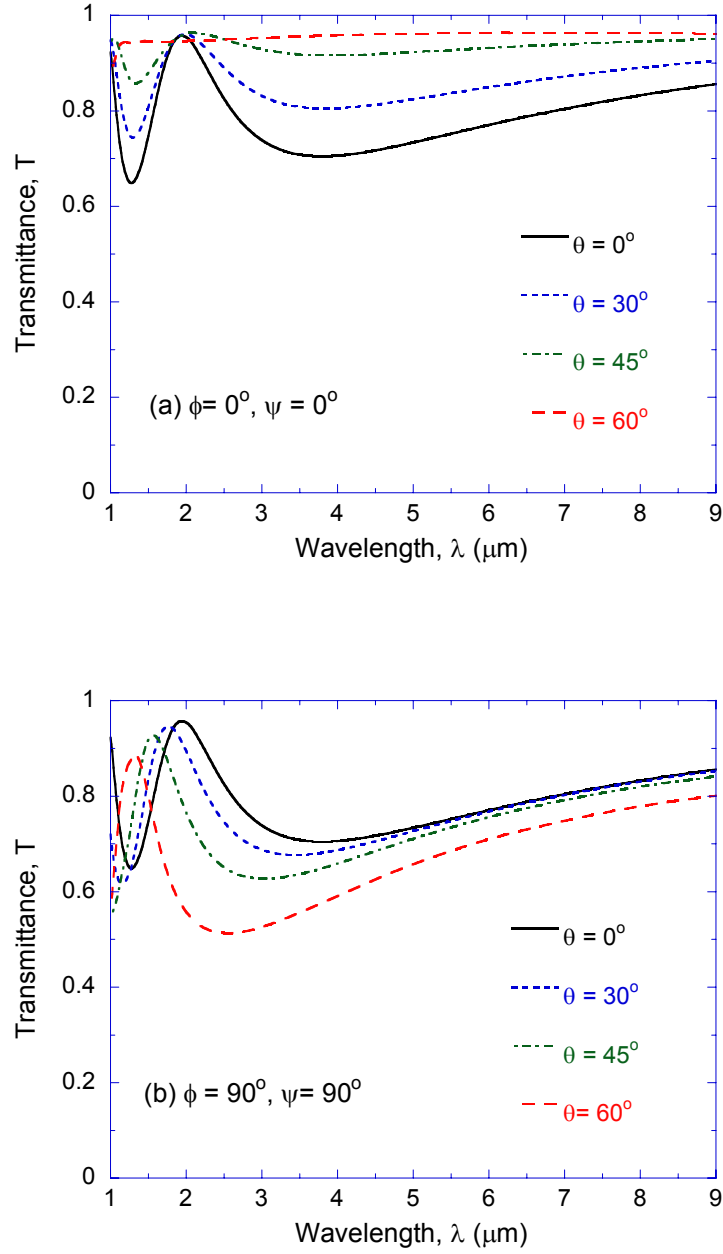 1
0.8
0.6
0.4
0.2
0
Transmittance, T
θ = 0°
θ = 30°
θ = 45°
θ = 60°
(a) ϕ= 0°, ψ = 0°
1 2 3 4 5 6 7 8 9
Wavelength, λ (μm)
1
0.8
0.6
0.4
0.2
0
Transmittance, T
θ = 0°
θ = 30°
θ = 45°
θ= 60°
(b) ϕ = 90°, ψ= 90°
1 2 3 4 5 6 7 8 9
Wavelength, λ (μm)